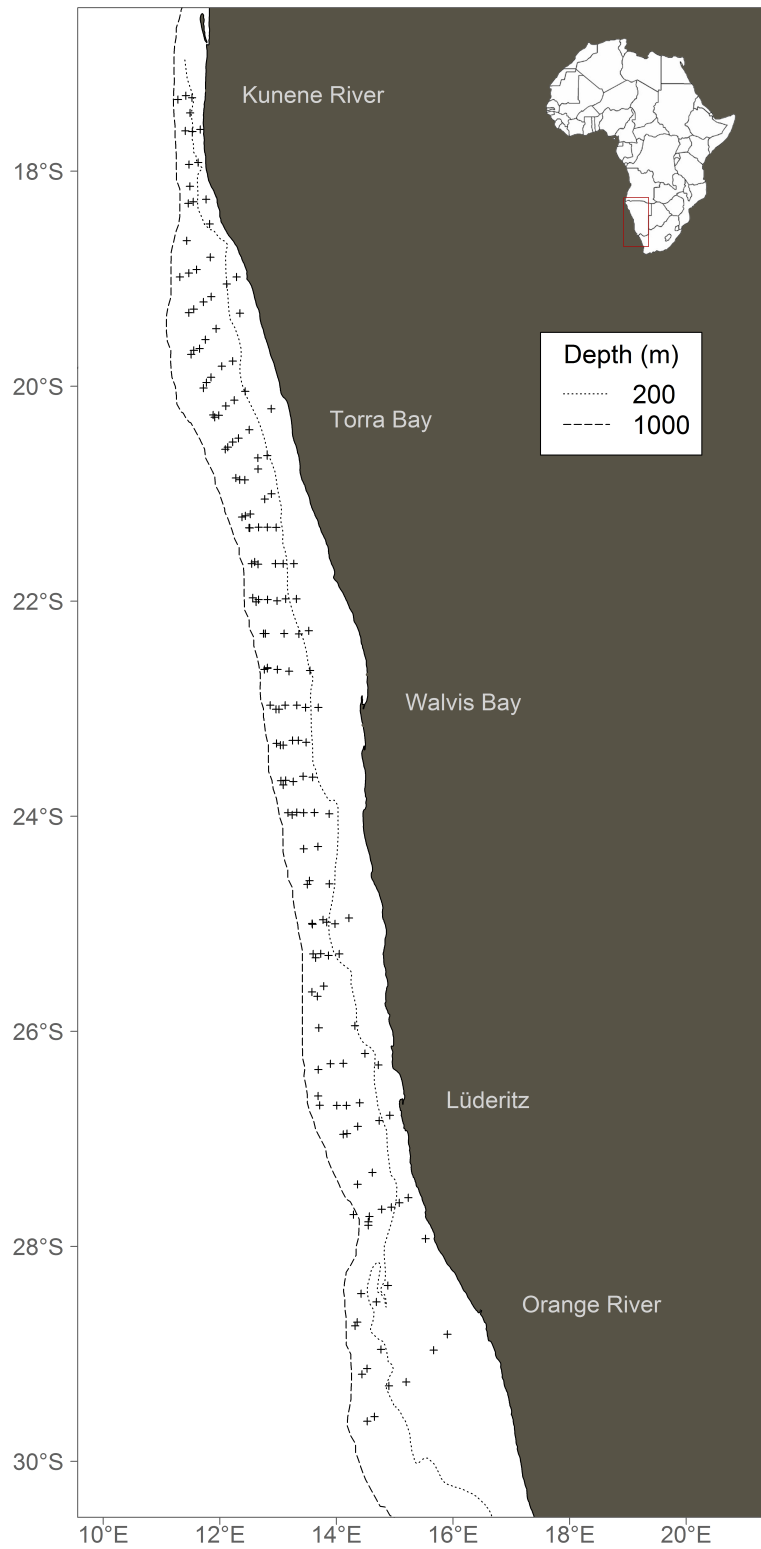 Kunene River
18°S
Depth (m)
200
1000
20°S
Torra Bay
22°S
Walvis Bay
24°S
26°S
Lüderitz
28°S
Orange River
30°S
10°E 12°E 14°E 16°E 18°E 20°E